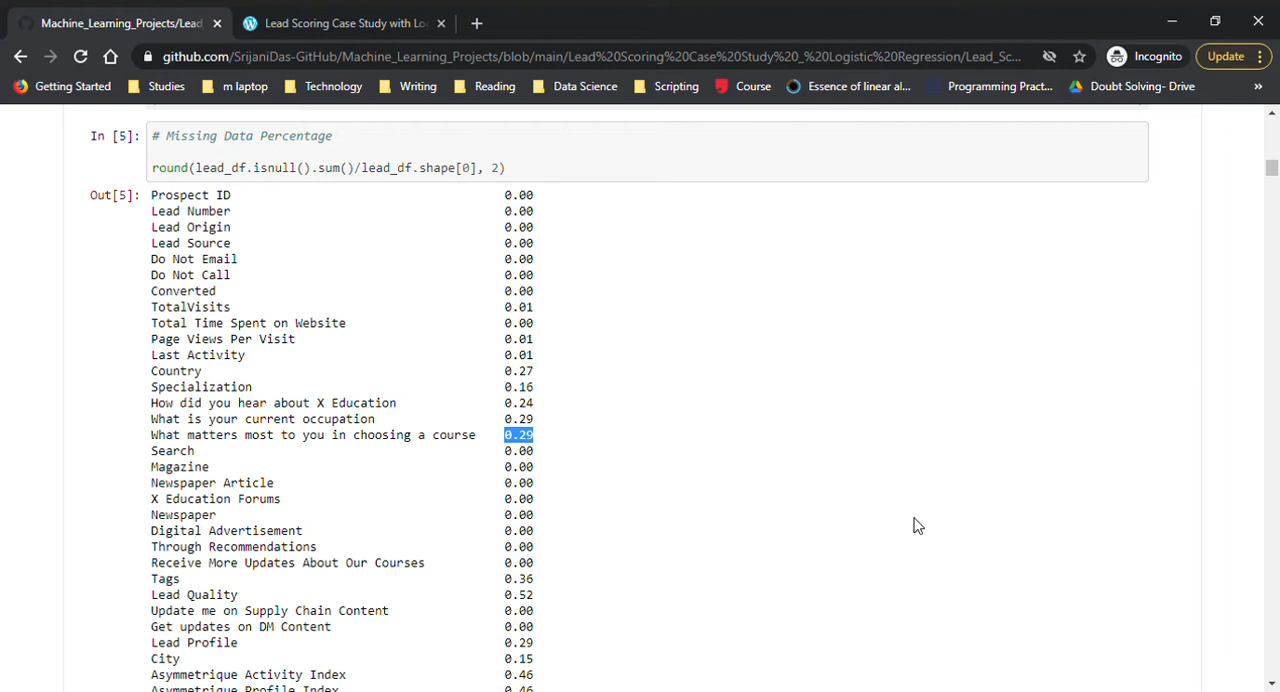 Machine_Learning_Projects/Lead
Lead Scoring Case Study with Lo
github.com/SrijaniDas-GitHub/Machine_Learning_Projects/blob/main/Lead%20Scoring%20Case%20Study%20_%20Logistic%20Regression/Lead_Sc...
Incognito
Update
Getting Started
Studies
m laptop
Technology
Writing
Reading
Data Science
Scripting
Course
Essence of linear al...
Programming Pract...
Doubt Solving- Drive
»
In [5]: # Missing Data Percentage
round(lead_df.isnull().sum()/lead_df.shape[0], 2)
Out[5]: Prospect ID 0.00
Lead Number 0.00
Lead Origin 0.00
Lead Source 0.00
Do Not Email 0.00
Do Not Call 0.00
Converted 0.00
TotalVisits 0.01
Total Time Spent on Website 0.00
Page Views Per Visit 0.01
Last Activity 0.01
Country 0.27
Specialization 0.16
How did you hear about X Education 0.24
What is your current occupation 0.29
What matters most to you in choosing a course 0.29
Search 0.00
Magazine 0.00
Newspaper Article 0.00
X Education Forums 0.00
Newspaper 0.00
Digital Advertisement 0.00
Through Recommendations 0.00
Receive More Updates About Our Courses 0.00
Tags 0.36
Lead Quality 0.52
Update me on Supply Chain Content 0.00
Get updates on DM Content 0.00
Lead Profile 0.29
City 0.15
Asymmetrique Activity Index 0.46
Asymmetrique Profile Index 0.46